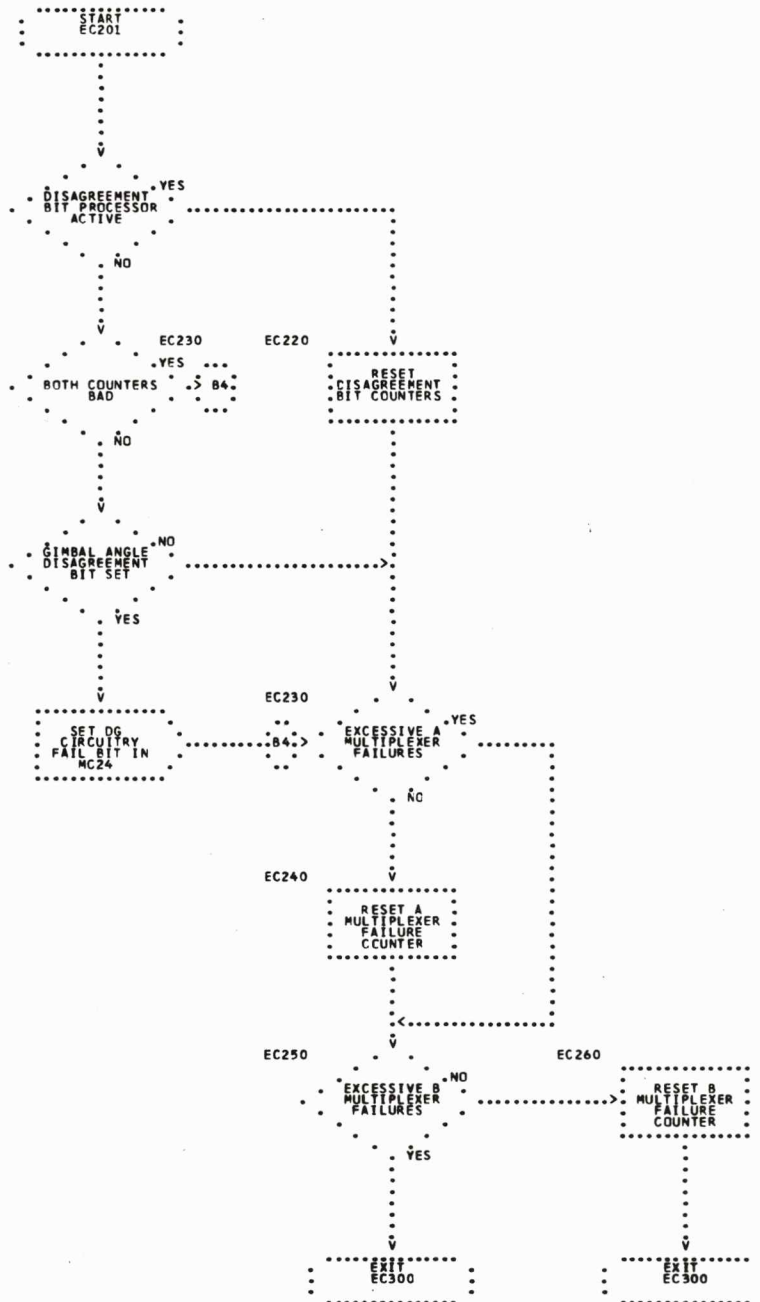 START
EC201
YES
DISAGREEMENT
BIT PROCESSOR
ACTIVE
NO
EC230
EC220
YES
BOTH COUNTERS
BAD
> B4
RESET
DISAGREEMENT
BIT COUNTERS
NO
NO
GIMBAL ANGLE
DISAGREEMENT
BIT SET
YES
EC230
SET DG
CIRCUITRY
FAIL BIT IN
MC24
B4 >
YES
EXCESSIVE A
MULTIPLEXER
FAILURES
NO
EC240
RESET A
MULTIPLEXER
FAILURE
CCUNTER
EC250
EC260
NO
EXCESSIVE B
MULTIPLEXER
FAILURES
RESET B
MULTIPLEXER
FAILURE
COUNTER
YES
EXIT
EC300
EXIT
EC300